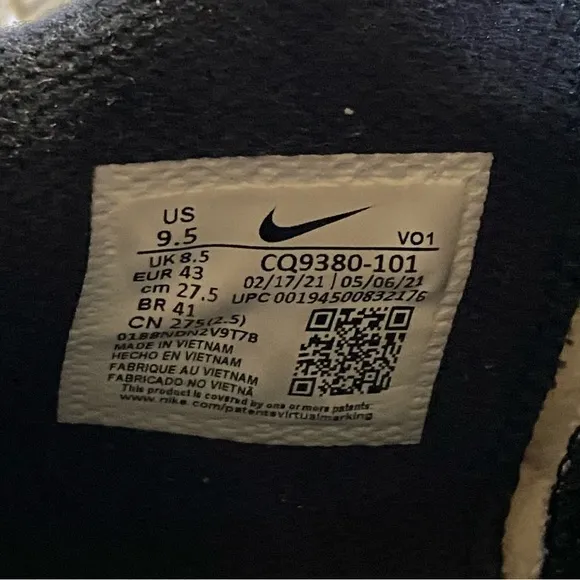 US
9.5
VO1
UK 8.5
EUR 43
cm 27.5
BR 41
CN 275(2.5)
CQ9380-101
02/17/21 | 05/06/21
UPC 00194500832176
MADE IN VIETNAM
HECHO EN VIETNAM
FABRIQUE AU VIETNAM
FABRICADO NO VIETNÃ
This product is covered by one or more patents:
www.nike.com/patentsvirtualmarking